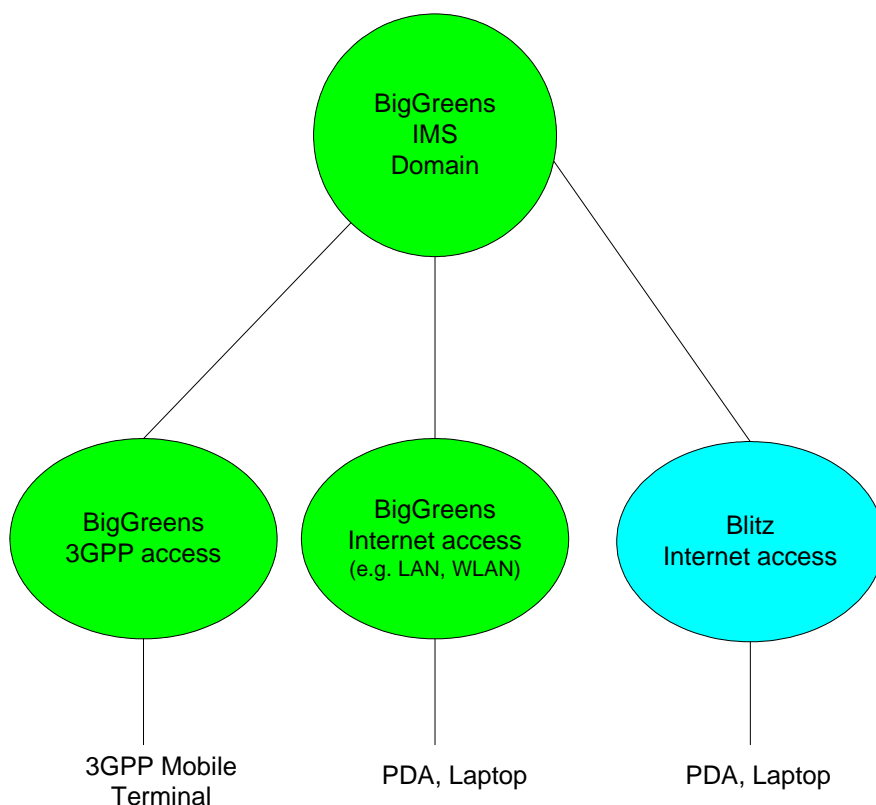 BigGreens
IMS
Domain
BigGreens
3GPP access
BigGreens
Internet access
(e.g. LAN, WLAN)
Blitz
Internet access
3GPP Mobile
Terminal
PDA, Laptop
PDA, Laptop